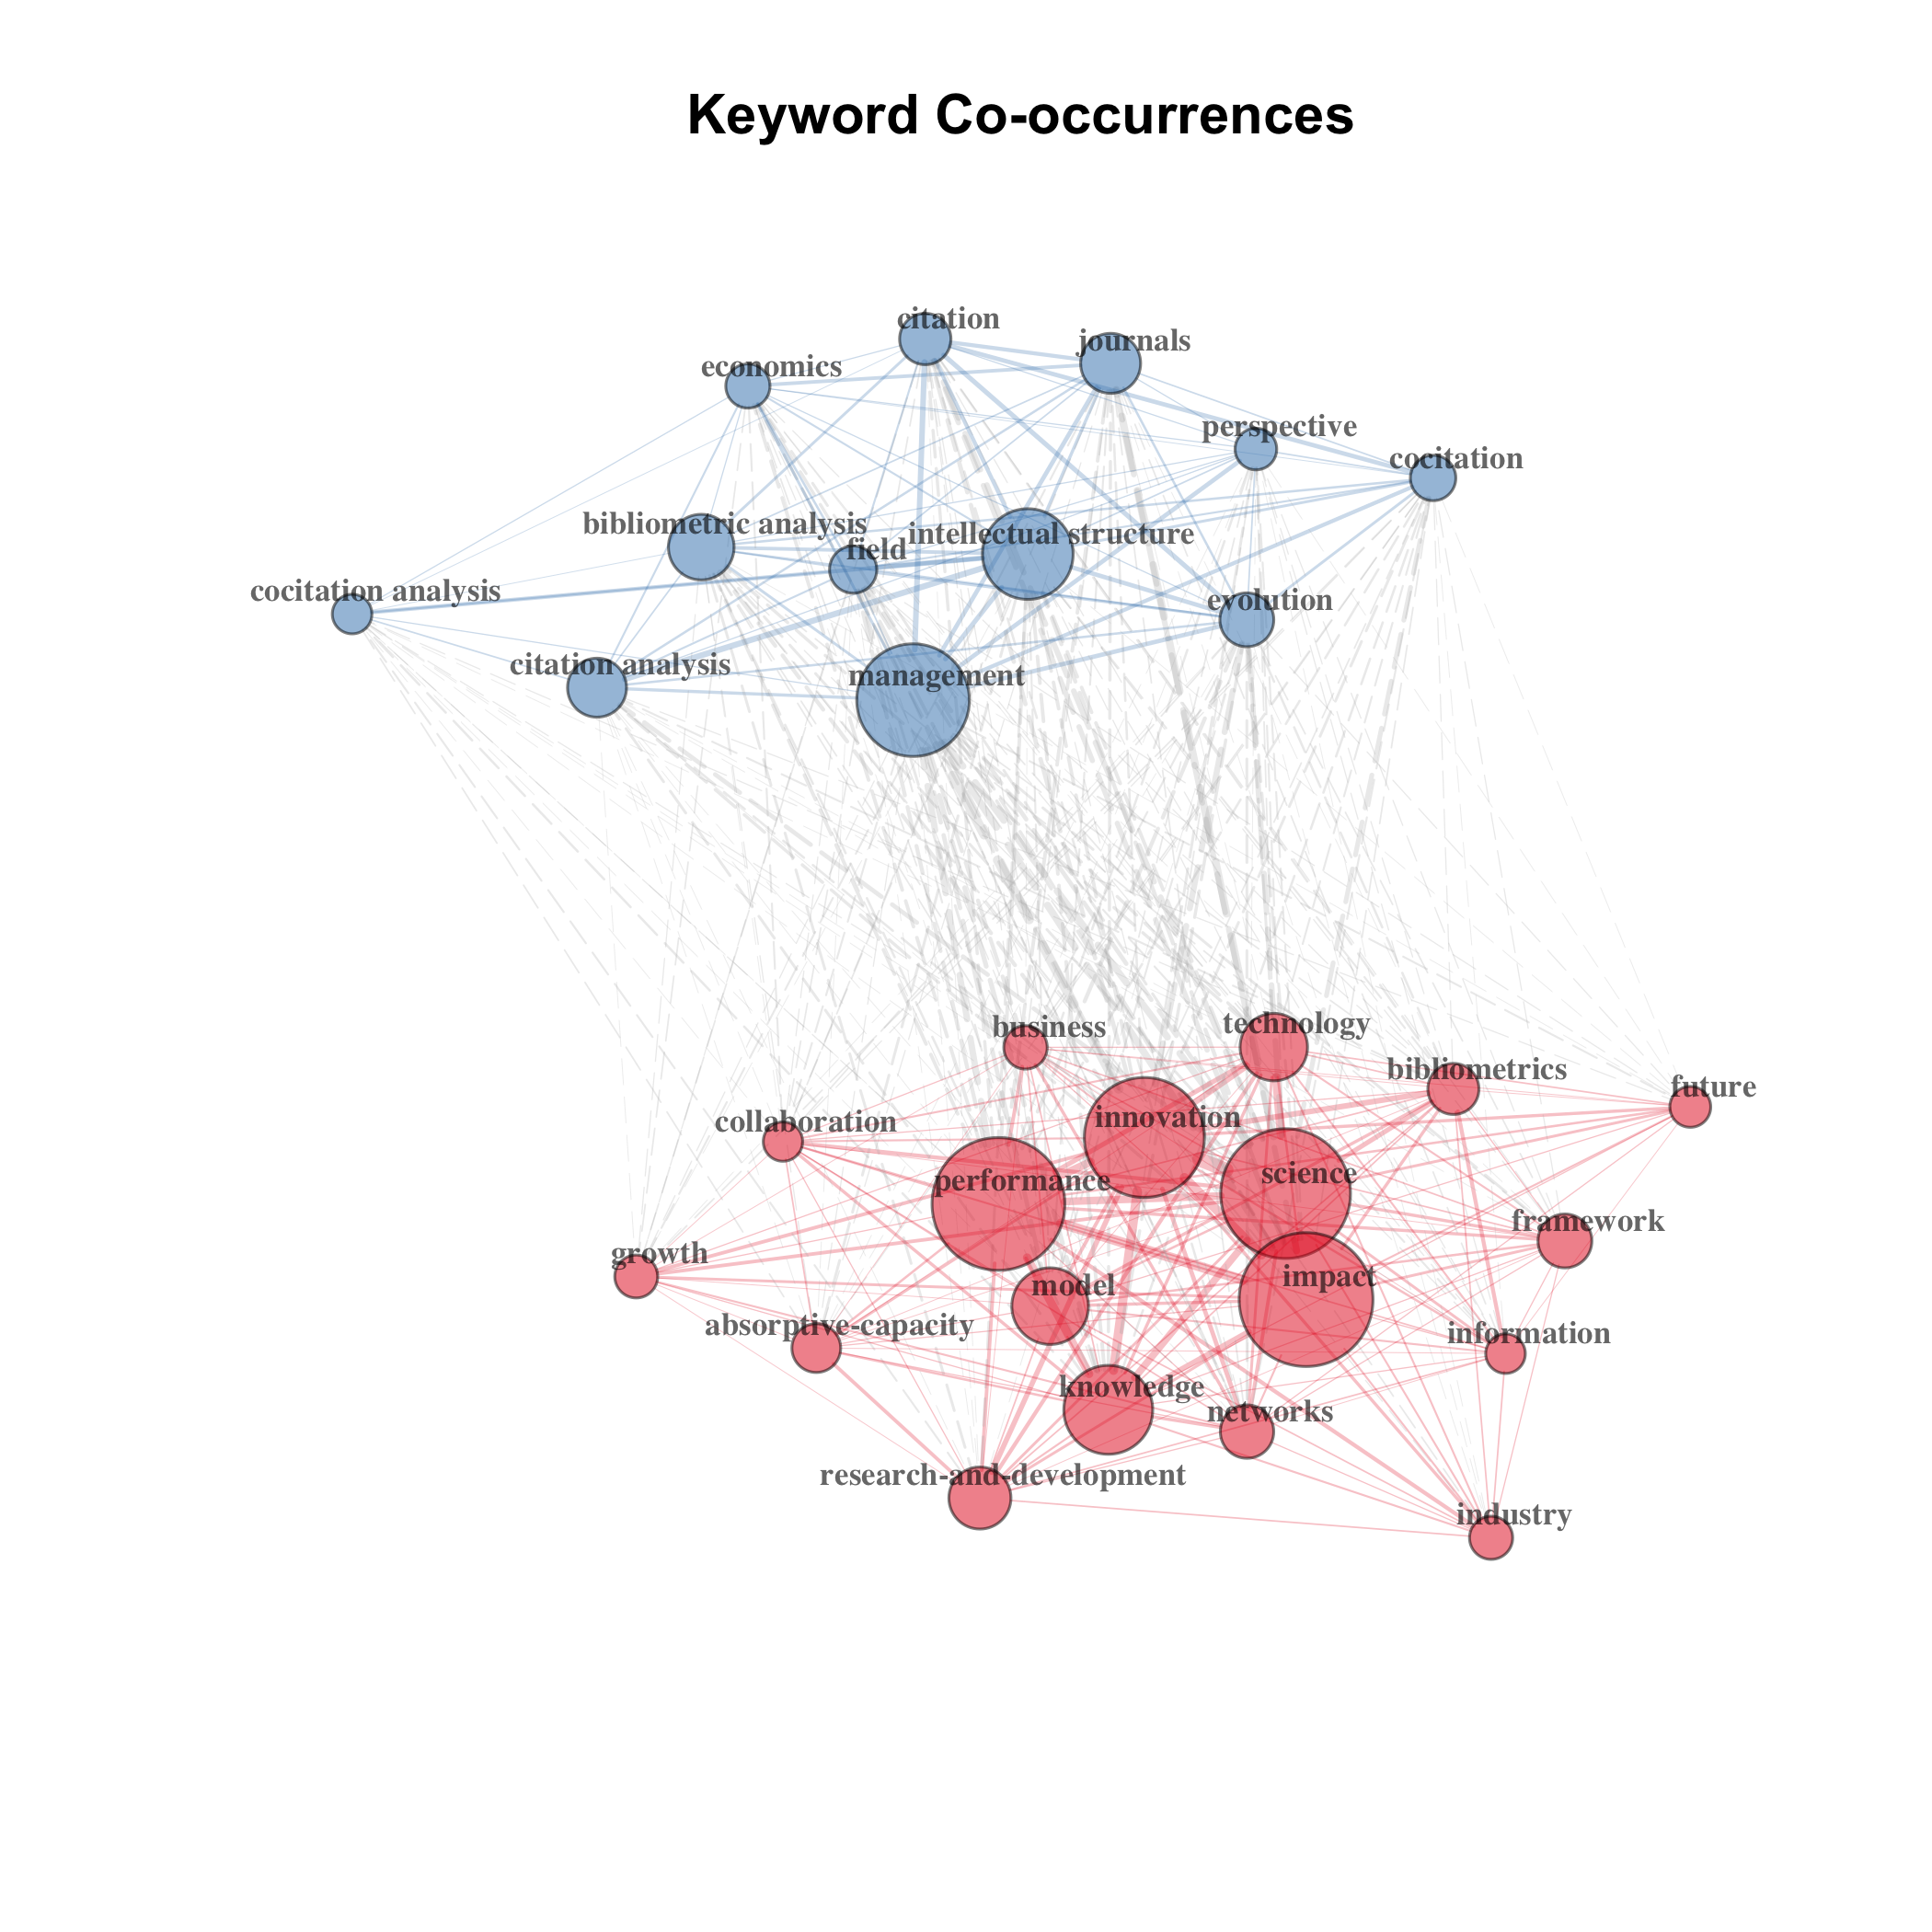 Keyword Co-occurrences
citation
journals
economics
perspective
cocitation
bibliometric analysis
intellectual structure
field
cocitation analysis
evolution
citation analysis
management
business
technology
bibliometrics
future
collaboration
innovation
performance
science
framework
growth
model
impact
absorptive-capacity
information
knowledge
networks
research-and-development
industry